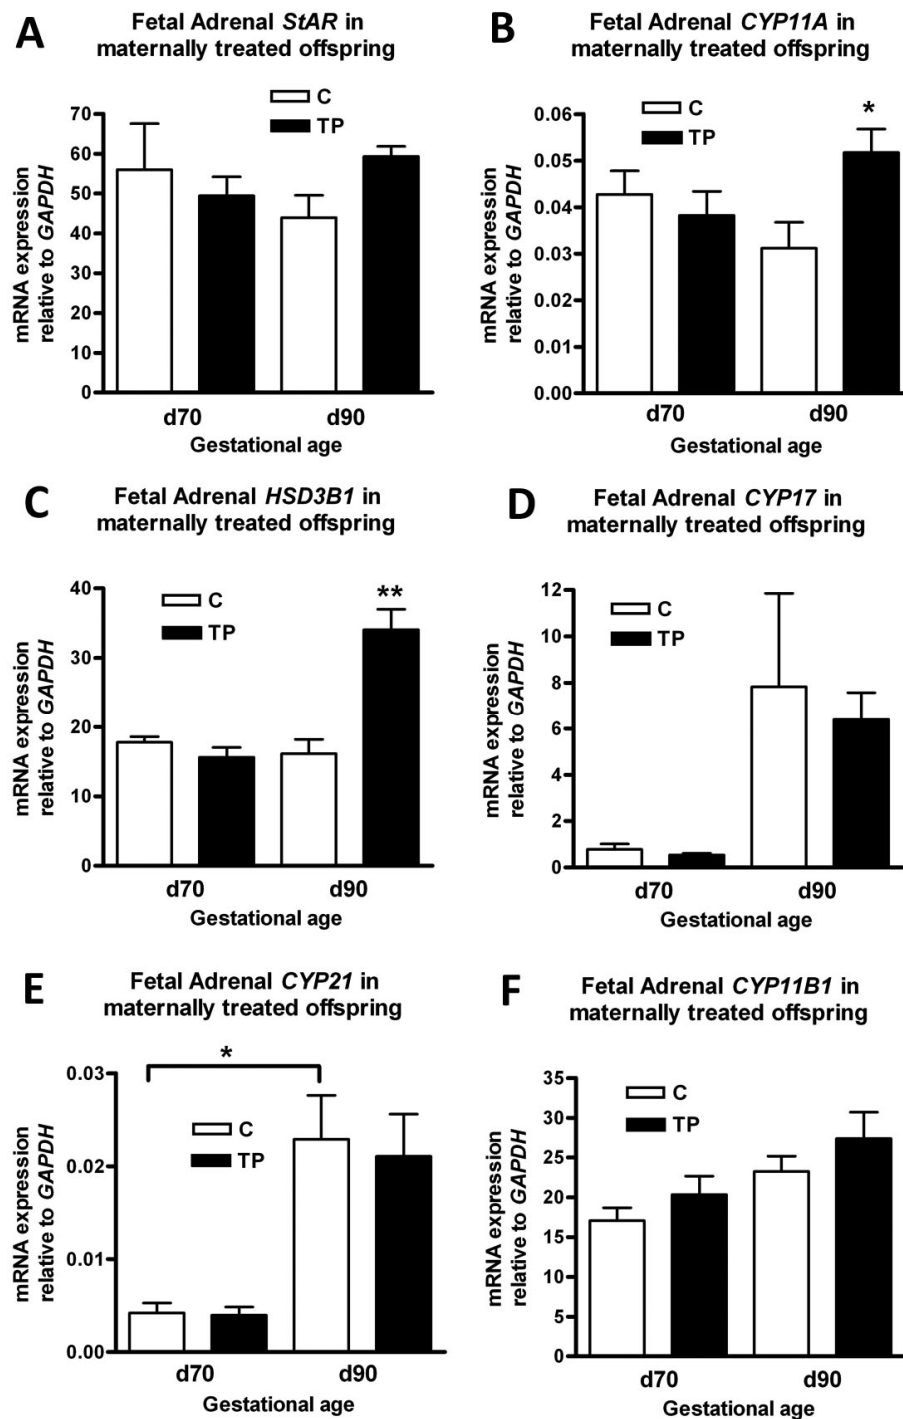 A
Fetal Adrenal StAR in
maternally treated offspring
C
TP
mRNA expression
relative to GAPDH
70
60
50
40
30
20
10
0
d70
d90
Gestational age
B
Fetal Adrenal CYP11A in
maternally treated offspring
C
TP
*
mRNA expression
relative to GAPDH
0.06
0.05
0.04
0.03
0.02
0.01
0.00
d70
d90
Gestational age
C
Fetal Adrenal HSD3B1 in
maternally treated offspring
C
TP
**
mRNA expression
relative to GAPDH
40
30
20
10
0
d70
d90
Gestational age
D
Fetal Adrenal CYP17 in
maternally treated offspring
C
TP
mRNA expression
relative to GAPDH
12
10
8
6
4
2
0
d70
d90
Gestational age
E
Fetal Adrenal CYP21 in
maternally treated offspring
*
C
TP
mRNA expression
relative to GAPDH
0.03
0.02
0.01
0.00
d70
d90
Gestational age
F
Fetal Adrenal CYP11B1 in
maternally treated offspring
C
TP
mRNA expression
relative to GAPDH
35
30
25
20
15
10
5
0
d70
d90
Gestational age